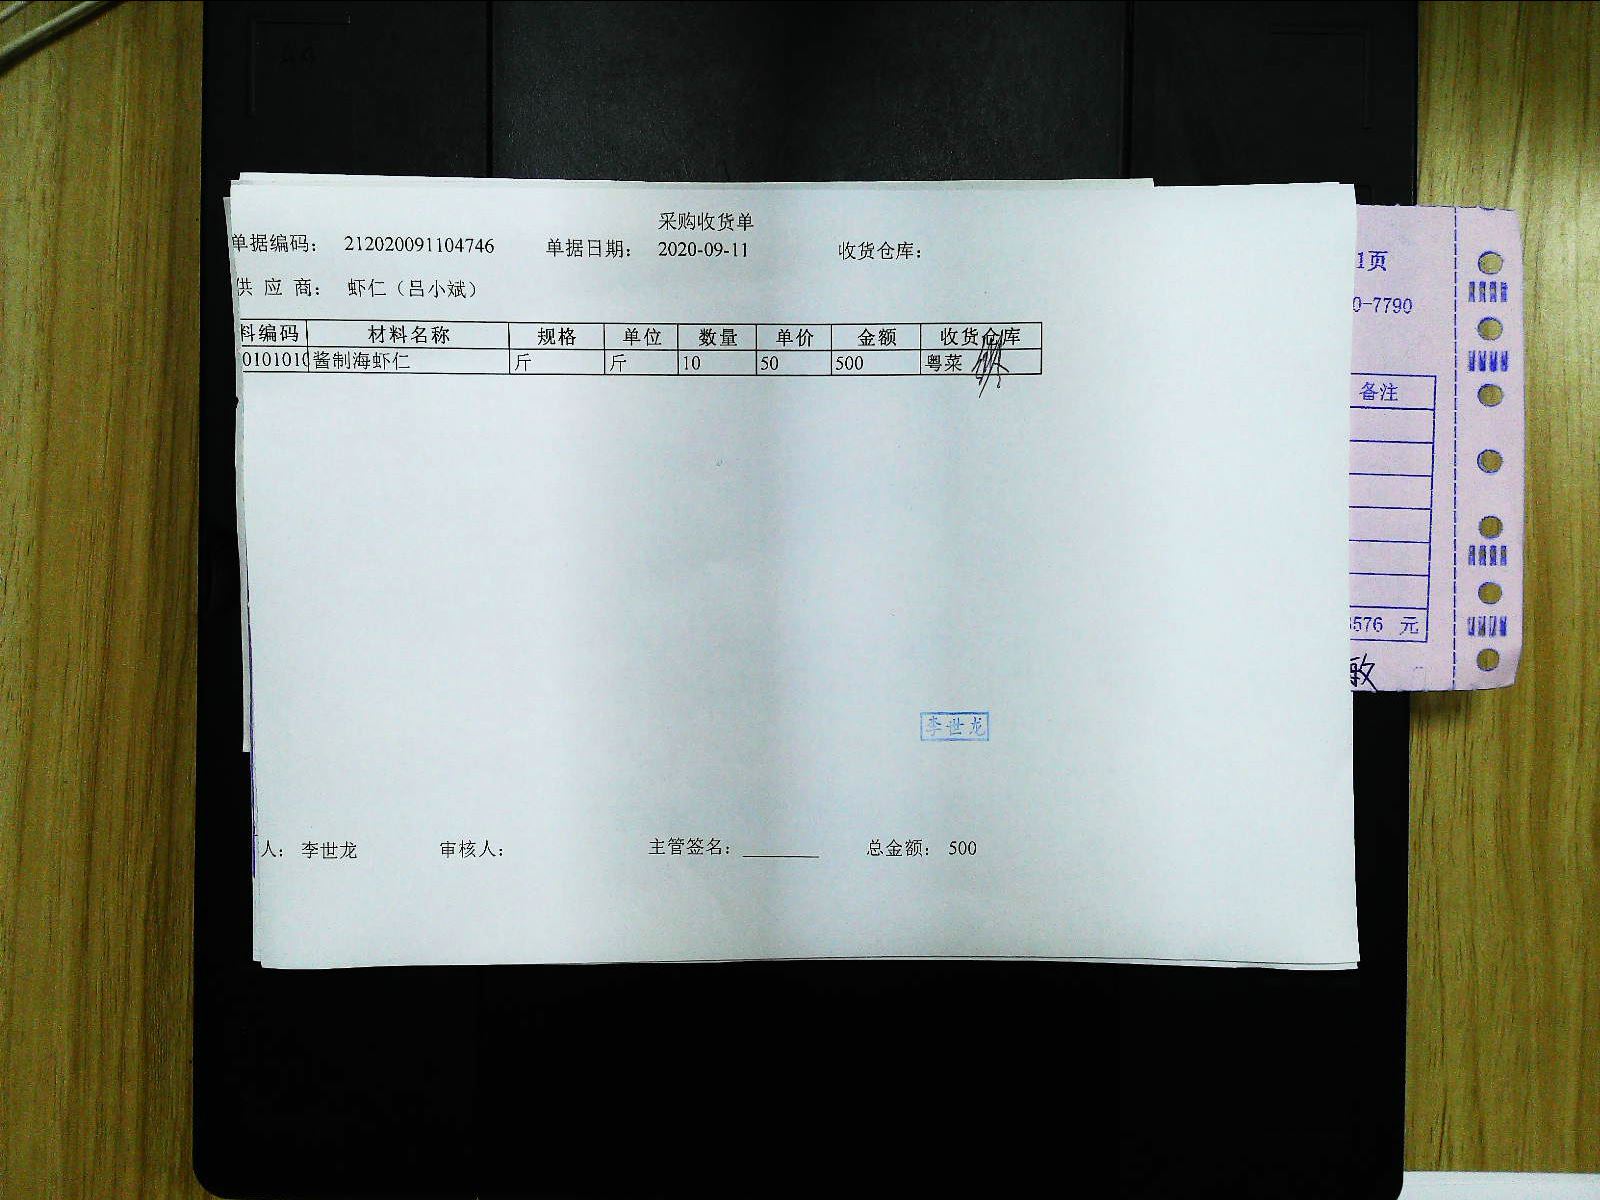 采购收货单
单据编码： 212020091104746 单据日期： 2020-09-11 收货仓库：
供 应 商： 虾仁（吕小斌）
料编码 材料名称 规格 单位 数量 单价 金额 收货仓库
0101010 酱制海虾仁 斤 斤 10 50 500 粤菜
李世龙
人： 李世龙 审核人： 主管签名： 总金额： 500
1页
0-7790
备注
576 元
敏